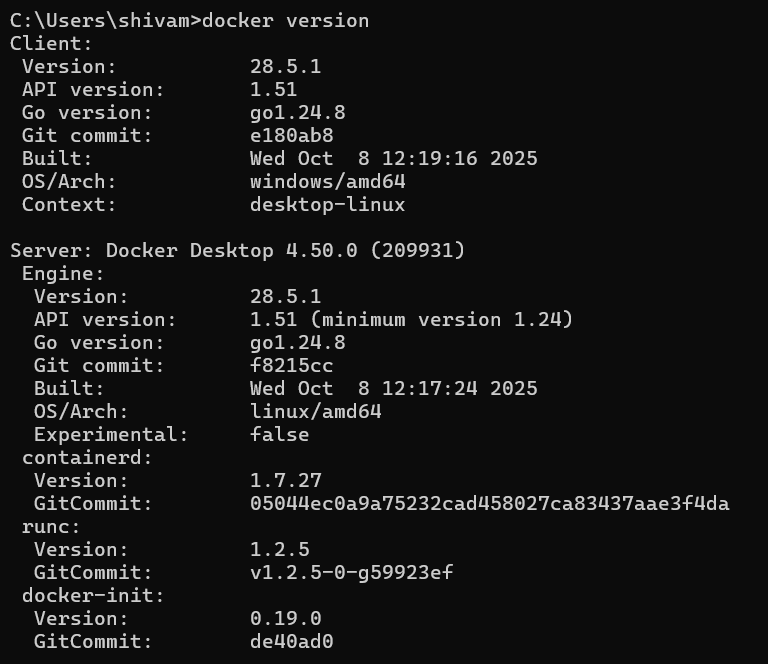 C:\Users\shivam>docker version
Client:
 Version:           28.5.1
 API version:       1.51
 Go version:        go1.24.8
 Git commit:        e180ab8
 Built:             Wed Oct  8 12:19:16 2025
 OS/Arch:           windows/amd64
 Context:           desktop-linux

Server: Docker Desktop 4.50.0 (209931)
 Engine:
  Version:          28.5.1
  API version:      1.51 (minimum version 1.24)
  Go version:       go1.24.8
  Git commit:       f8215cc
  Built:            Wed Oct  8 12:17:24 2025
  OS/Arch:          linux/amd64
  Experimental:     false
 containerd:
  Version:          1.7.27
  GitCommit:        05044ec0a9a75232cad458027ca83437aae3f4da
 runc:
  Version:          1.2.5
  GitCommit:        v1.2.5-0-g59923ef
 docker-init:
  Version:          0.19.0
  GitCommit:        de40ad0